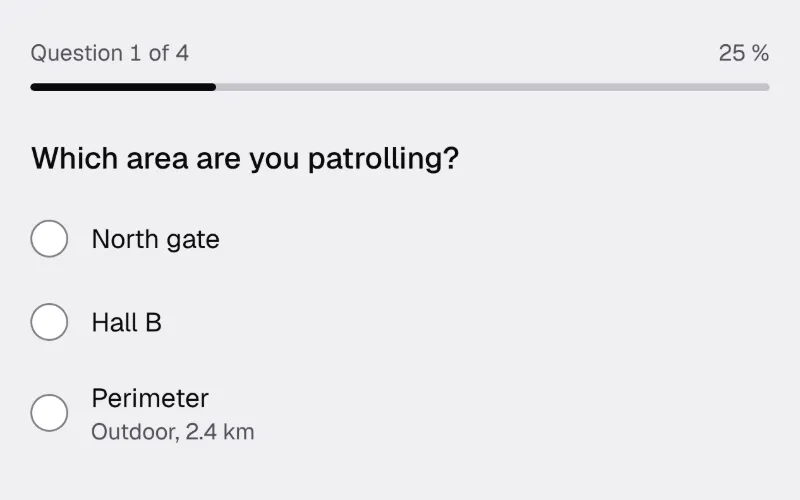 Question 1 of 4
25 %
Which area are you patrolling?
North gate
Hall B
Perimeter
Outdoor, 2.4 km